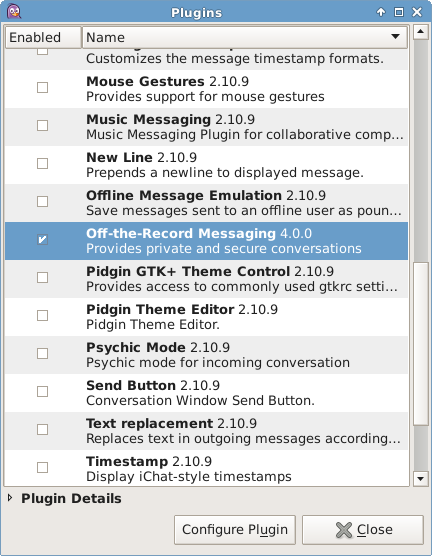 Plugins
Enabled Name
Customizes the message timestamp formats.
Mouse Gestures 2.10.9
Provides support for mouse gestures
Music Messaging 2.10.9
Music Messaging Plugin for collaborative comp...
New Line 2.10.9
Prepends a newline to displayed message.
Offline Message Emulation 2.10.9
Save messages sent to an offline user as poun...
Off-the-Record Messaging 4.0.0
Provides private and secure conversations
Pidgin GTK+ Theme Control 2.10.9
Provides access to commonly used gtkrc setti...
Pidgin Theme Editor 2.10.9
Pidgin Theme Editor.
Psychic Mode 2.10.9
Psychic mode for incoming conversation
Send Button 2.10.9
Conversation Window Send Button.
Text replacement 2.10.9
Replaces text in outgoing messages according...
Timestamp 2.10.9
Display iChat-style timestamps
Plugin Details
Configure Plugin Close